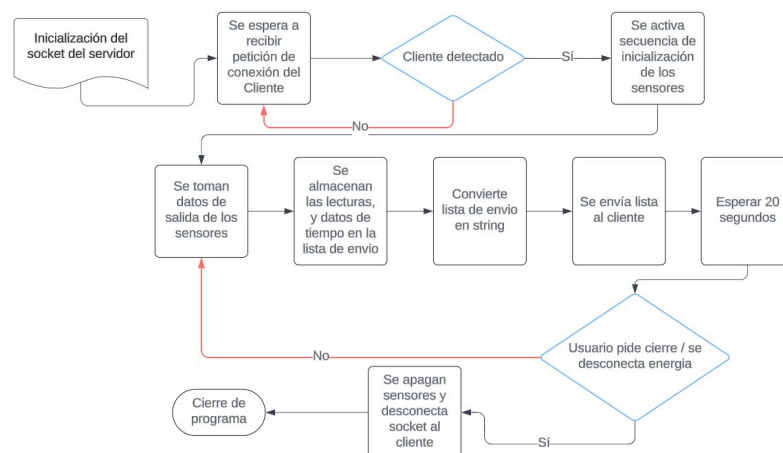 Inicialización del
socket del servidor
Se espera a
recibir
petición de
conexión del
Cliente
Cliente detectado
Sí
Se activa
secuencia de
inicialización
de los
sensores
No
Se toman
datos de
salida de los
sensores
Se
almacenan
las lecturas,
y datos de
tiempo en la
lista de envio
Convierte
lista de envio
en string
Se envía lista
al cliente
Esperar 20
segundos
Usuario pide cierre / se
desconecta energia
No
Sí
Se apagan
sensores y
desconecta
socket al
cliente
Cierre de
programa